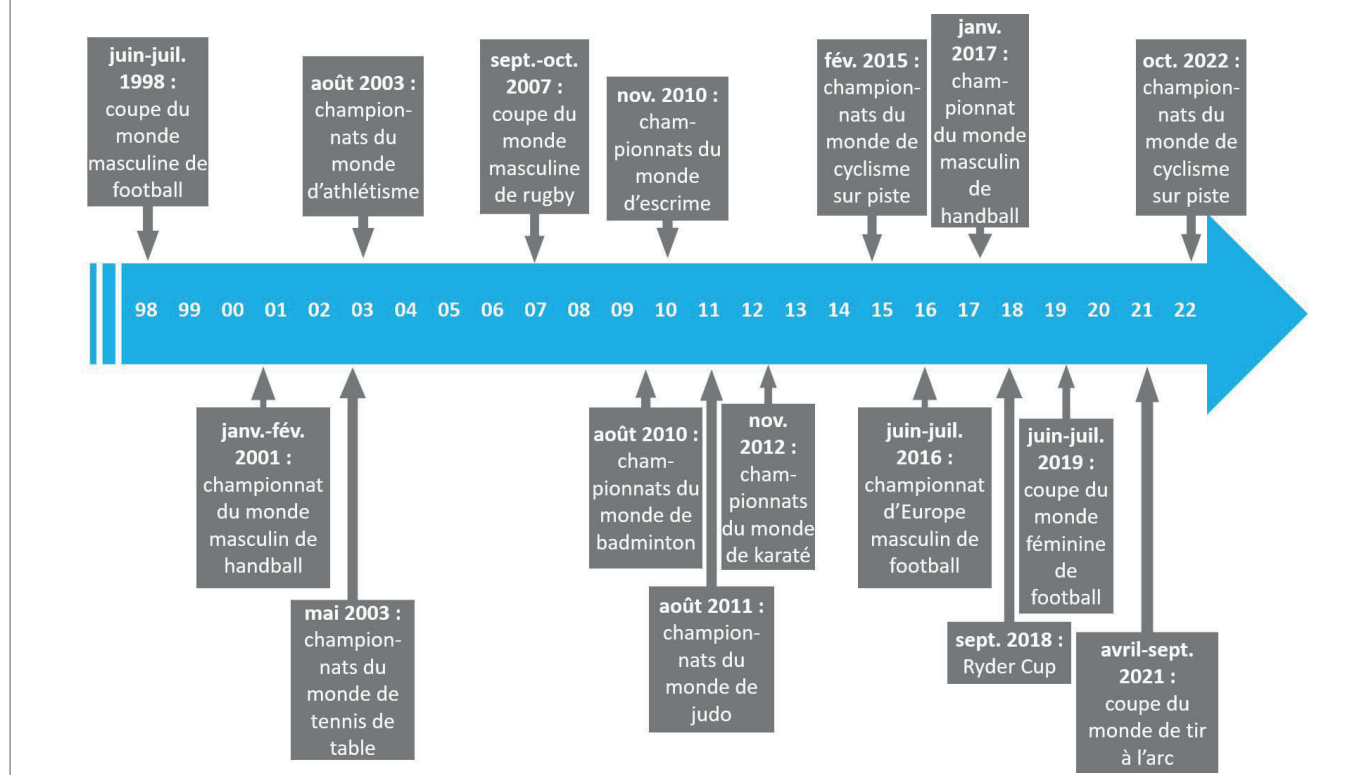 juin-juil.
1998 :
coupe du
monde
masculine de
football
août 2003 :
champion-
nats du
monde
d'athlétisme
sept.-oct.
2007 :
coupe du
monde
masculine
de rugby
nov. 2010 :
cham-
pionnats du
monde
d'escrime
fév. 2015 :
champion-
nats du
monde de
cyclisme
sur piste
janv.
2017 :
cham-
pionnat
du monde
masculin
de
handball
oct. 2022 :
champion-
nats du
monde de
cyclisme
sur piste
98 99 00 01 02 03 04 05 06 07 08 09 10 11 12 13 14 15 16 17 18 19 20 21 22
janv.-fév.
2001 :
championnat
du monde
masculin de
handball
mai 2003 :
champion-
nats du
monde de
tennis de
table
août 2010 :
cham-
pionnats du
monde de
badminton
août 2011 :
champion-
nats du
monde de
judo
nov.
2012 :
cham-
pionnats
du monde
de karaté
juin-juil.
2016 :
championnat
d'Europe
masculin de
football
sept. 2018 :
Ryder Cup
juin-juil.
2019 :
coupe du
monde
féminine
de
football
avril-sept.
2021 :
coupe du
monde de tir
à l'arc